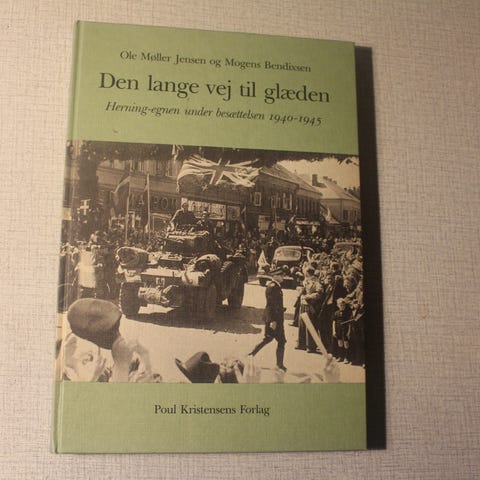 Ole Møller Jensen og Mogens Bendixsen
Den lange vej til glæden
Herning-egnen under besættelsen 1940-1945
Poul Kristensens Forlag